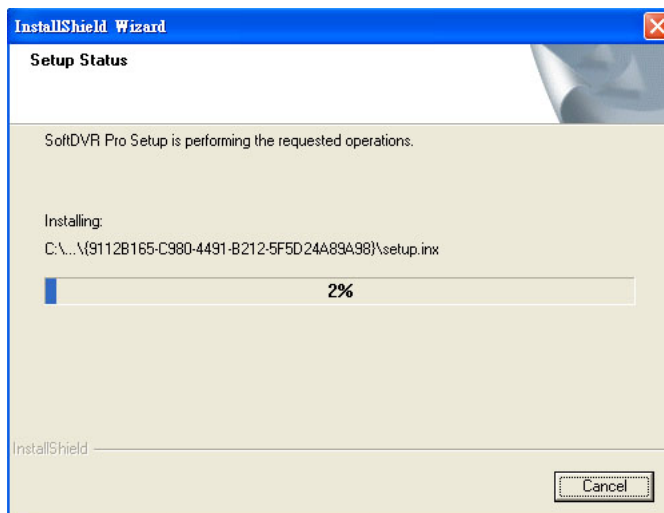 InstallShield Wizard
Setup Status
SoftDVR Pro Setup is performing the requested operations.
Installing:
C:\...\{9112B165-C980-4491-B212-5F5D24A89A98}\setup.inx
2%
InstallShield
Cancel